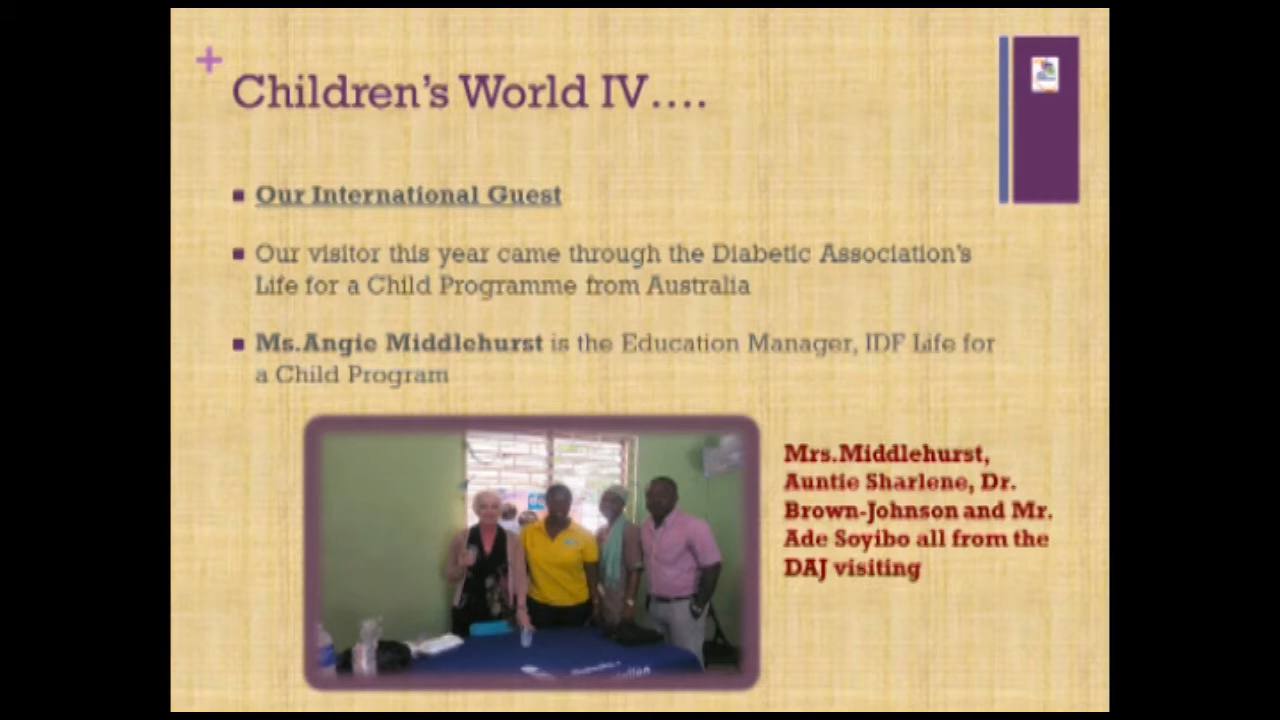 Children's World IV....
Our International Guest
Our visitor this year came through the Diabetic Association's
Life for a Child Programme from Australia
Ms.Angie Middlehurst is the Education Manager, IDF Life for
a Child Program
Mrs.Middlehurst,
Auntie Sharlene, Dr.
Brown-Johnson and Mr.
Ade Soyibo all from the
DAJ visiting